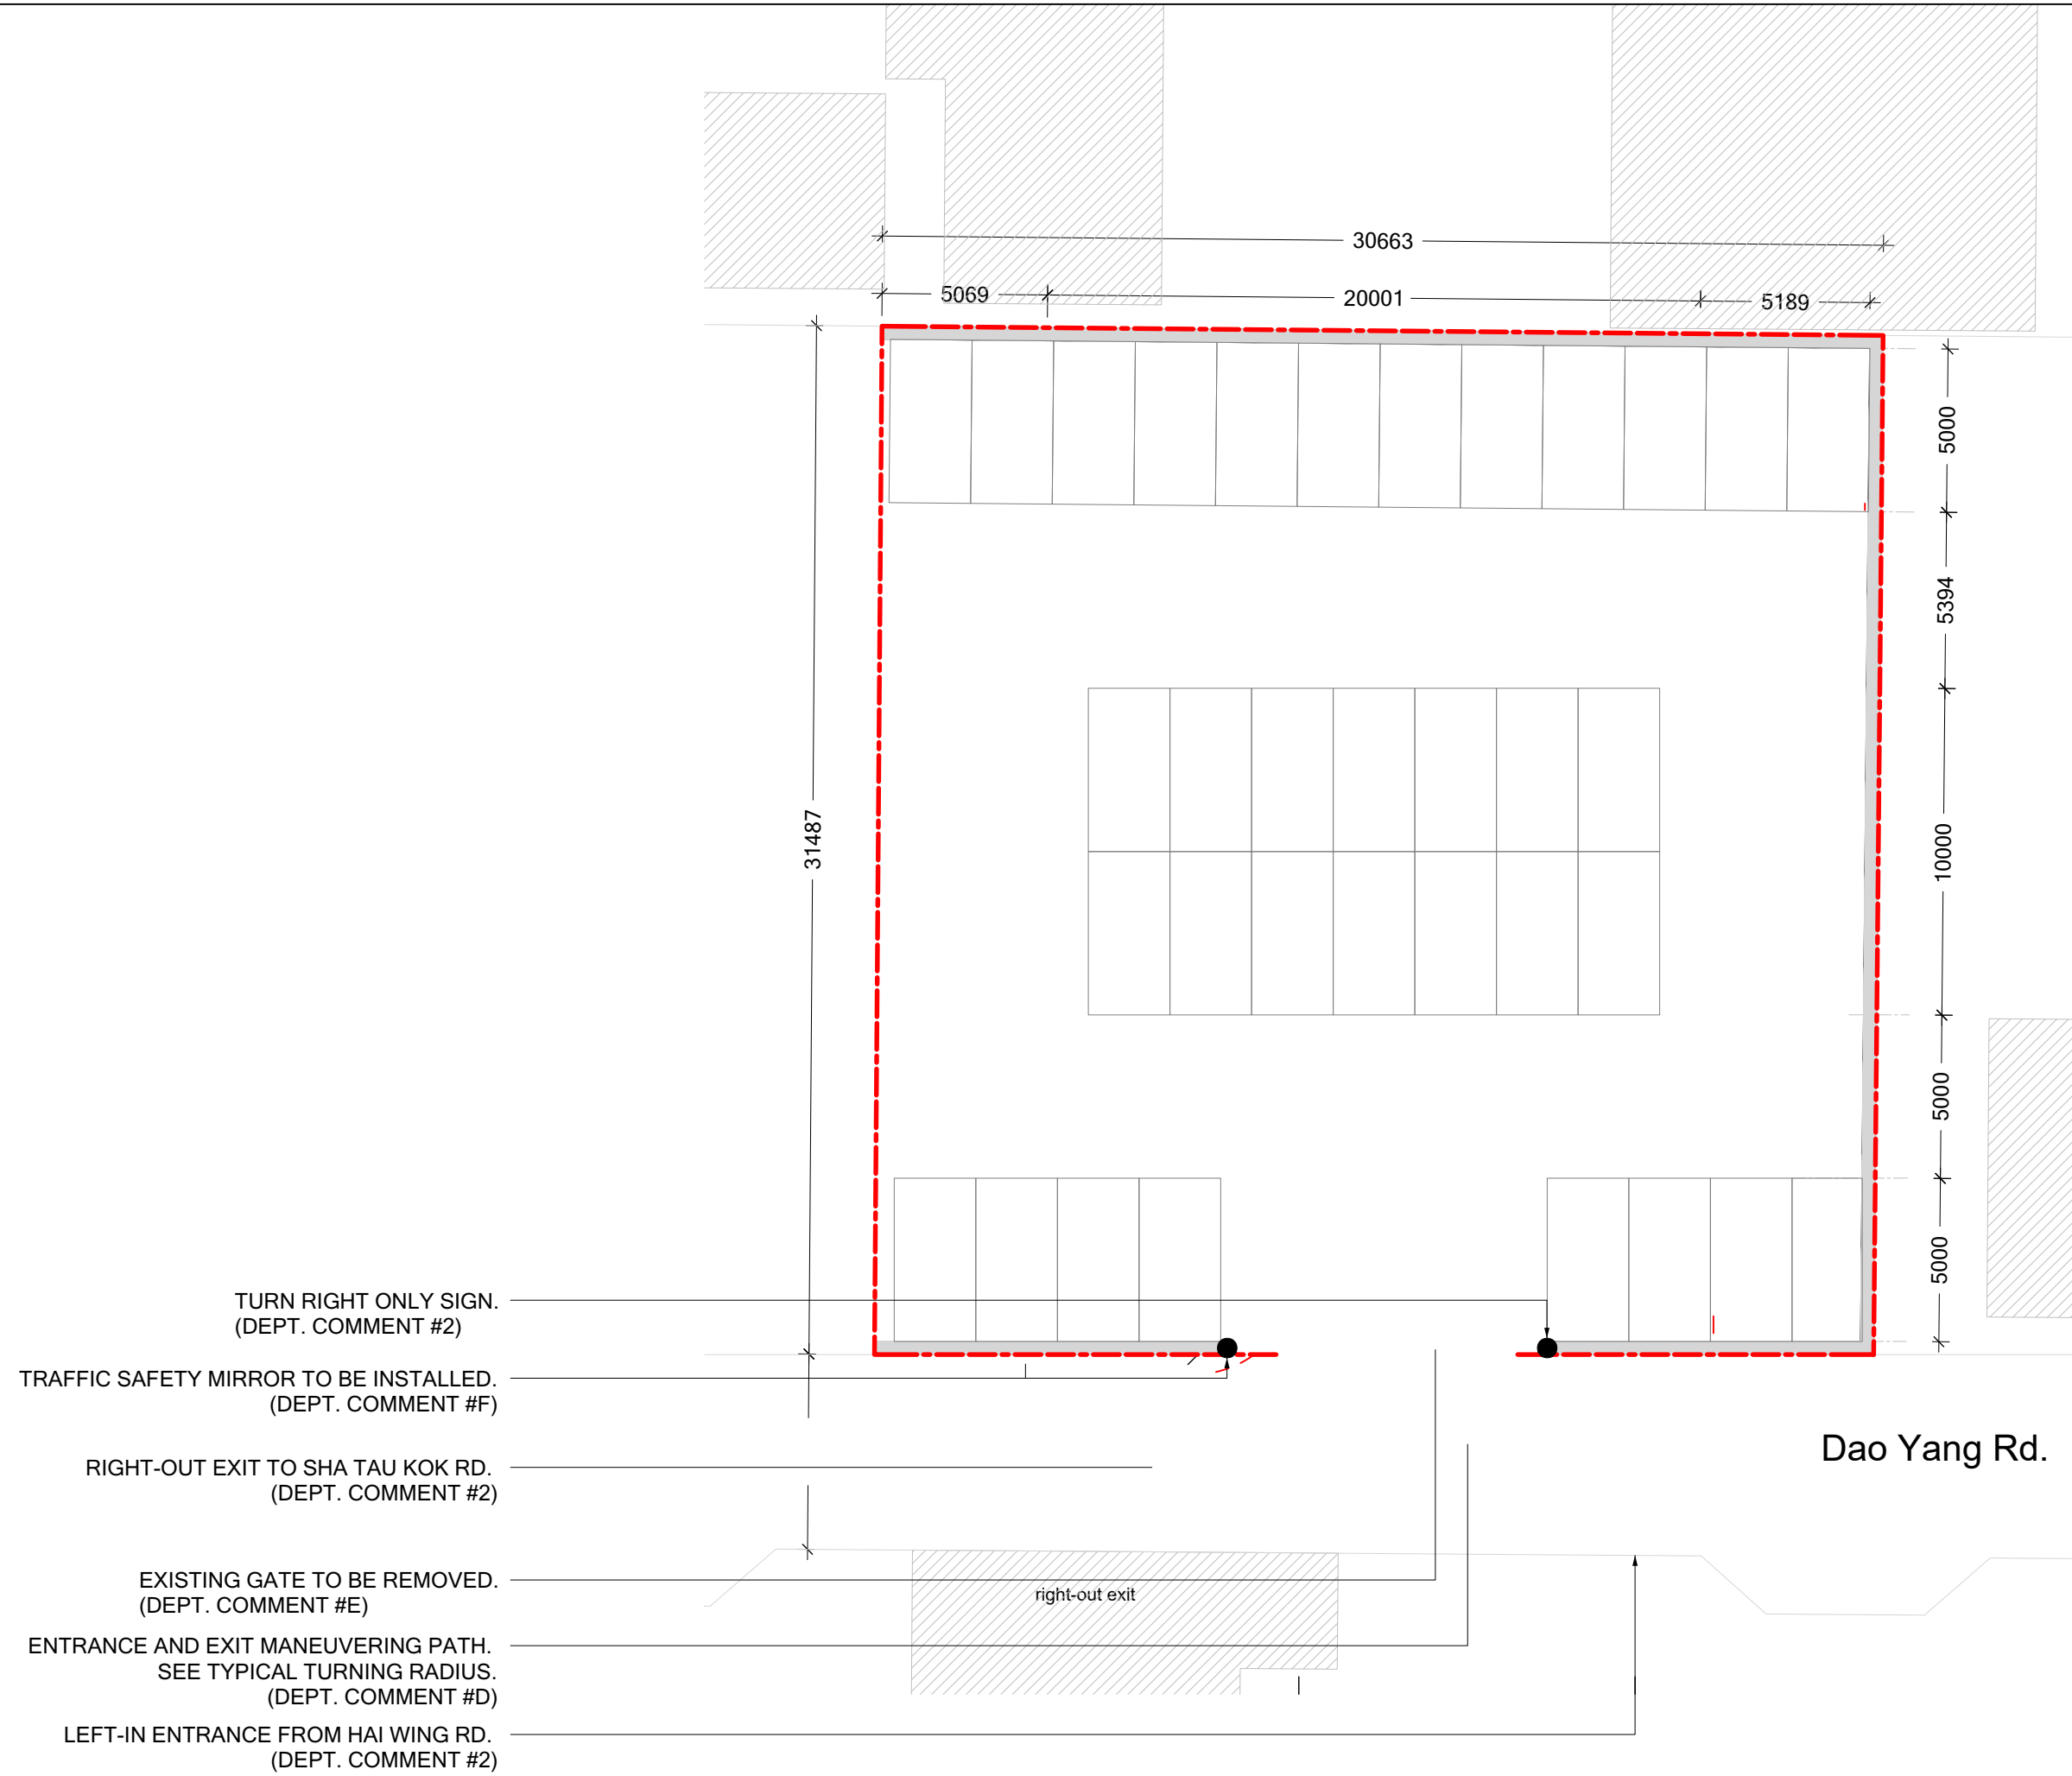 30663
5069
20001
5189
5000
5394
31487
10000
5000
5000
TURN RIGHT ONLY SIGN.
(DEPT. COMMENT #2)
TRAFFIC SAFETY MIRROR TO BE INSTALLED.
(DEPT. COMMENT #F)
Dao Yang Rd.
RIGHT-OUT EXIT TO SHA TAU KOK RD.
(DEPT. COMMENT #2)
EXISTING GATE TO BE REMOVED.
(DEPT. COMMENT #E)
right-out exit
ENTRANCE AND EXIT MANEUVERING PATH.
SEE TYPICAL TURNING RADIUS.
(DEPT. COMMENT #D)
LEFT-IN ENTRANCE FROM HAI WING RD.
(DEPT. COMMENT #2)